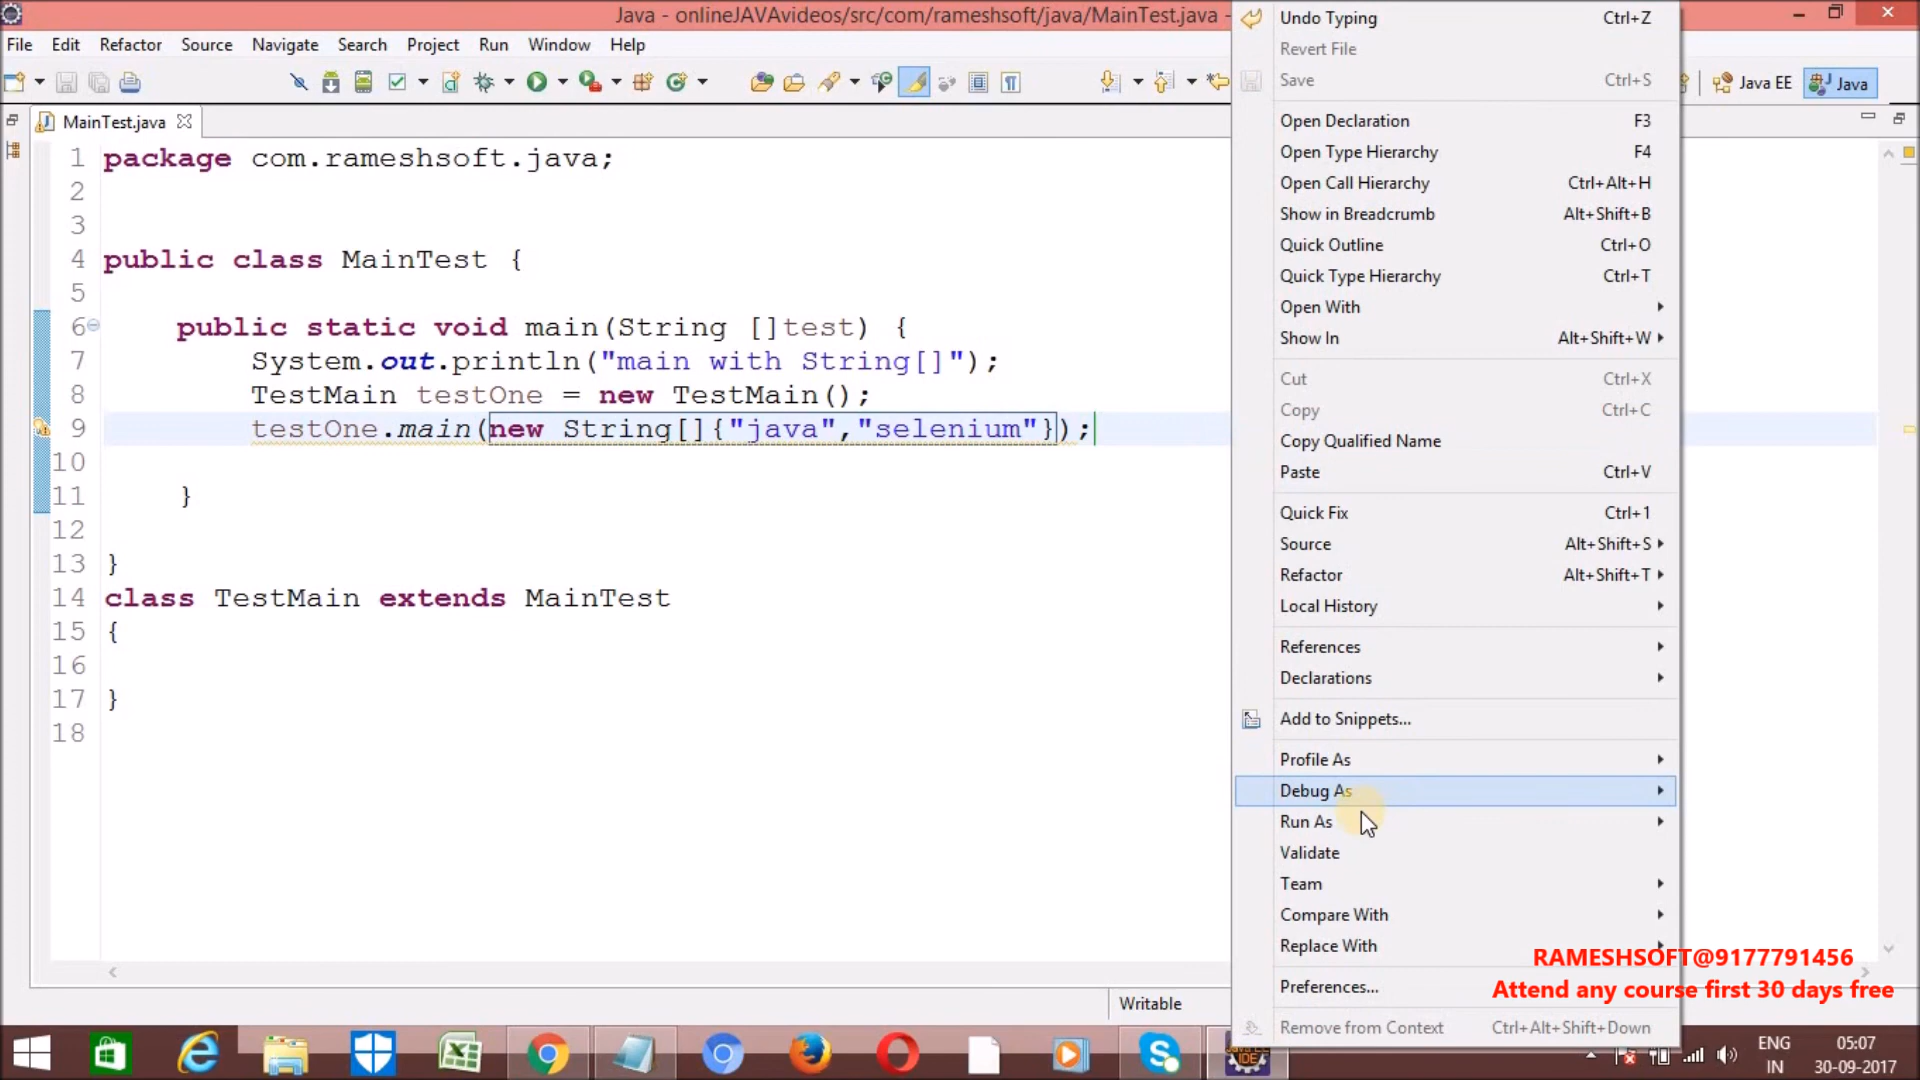 Java - onlineJAVAvideos/src/com/rameshsoft/java/MainTest.java -
File Edit Refactor Source Navigate Search Project Run Window Help
Java EE Java
MainTest.java
1 package com.rameshsoft.java;
2
3
4 public class MainTest {
5
6 public static void main(String []test) {
7 System.out.println("main with String[]");
8 TestMain testOne = new TestMain();
9 testOne.main(new String[]{"java","selenium"});
10
11 }
12
13 }
14 class TestMain extends MainTest
15 {
16
17 }
18
Undo Typing Ctrl+Z
Revert File
Save Ctrl+S
Open Declaration F3
Open Type Hierarchy F4
Open Call Hierarchy Ctrl+Alt+H
Show in Breadcrumb Alt+Shift+B
Quick Outline Ctrl+O
Quick Type Hierarchy Ctrl+T
Open With
Show In Alt+Shift+W
Cut Ctrl+X
Copy Ctrl+C
Copy Qualified Name
Paste Ctrl+V
Quick Fix Ctrl+1
Source Alt+Shift+S
Refactor Alt+Shift+T
Local History
References
Declarations
Add to Snippets...
Profile As
Debug As
Run As
Validate
Team
Compare With
Replace With
Preferences...
Remove from Context Ctrl+Alt+Shift+Down
RAMESHSOFT@9177791456
Attend any course first 30 days free
Writable
Java EE
IDE
ENG
IN
05:07
30-09-2017